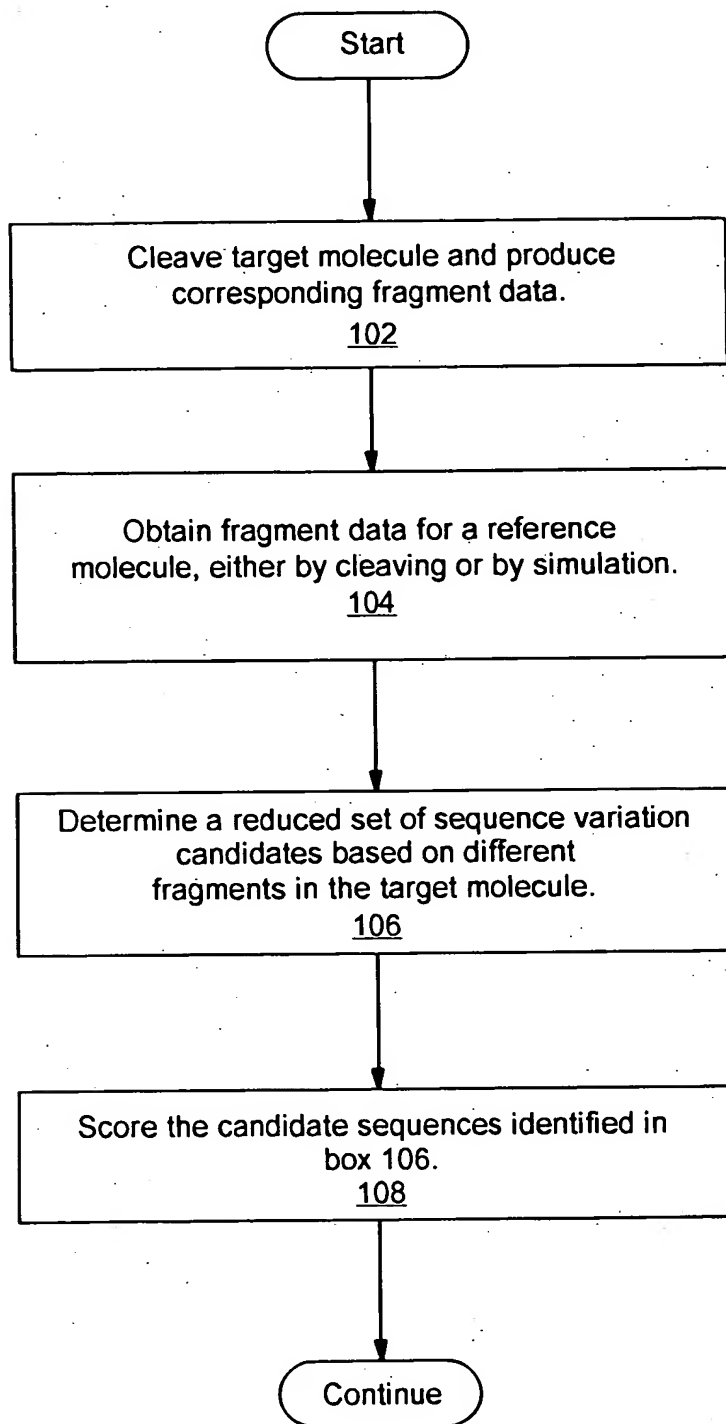 Start
Cleave target molecule and produce
corresponding fragment data.
102
Obtain fragment data for a reference
molecule, either by cleaving or by simulation.
104
Determine a reduced set of sequence variation
candidates based on different
fragments in the target molecule.
106
Score the candidate sequences identified in
box 106.
108
Continue